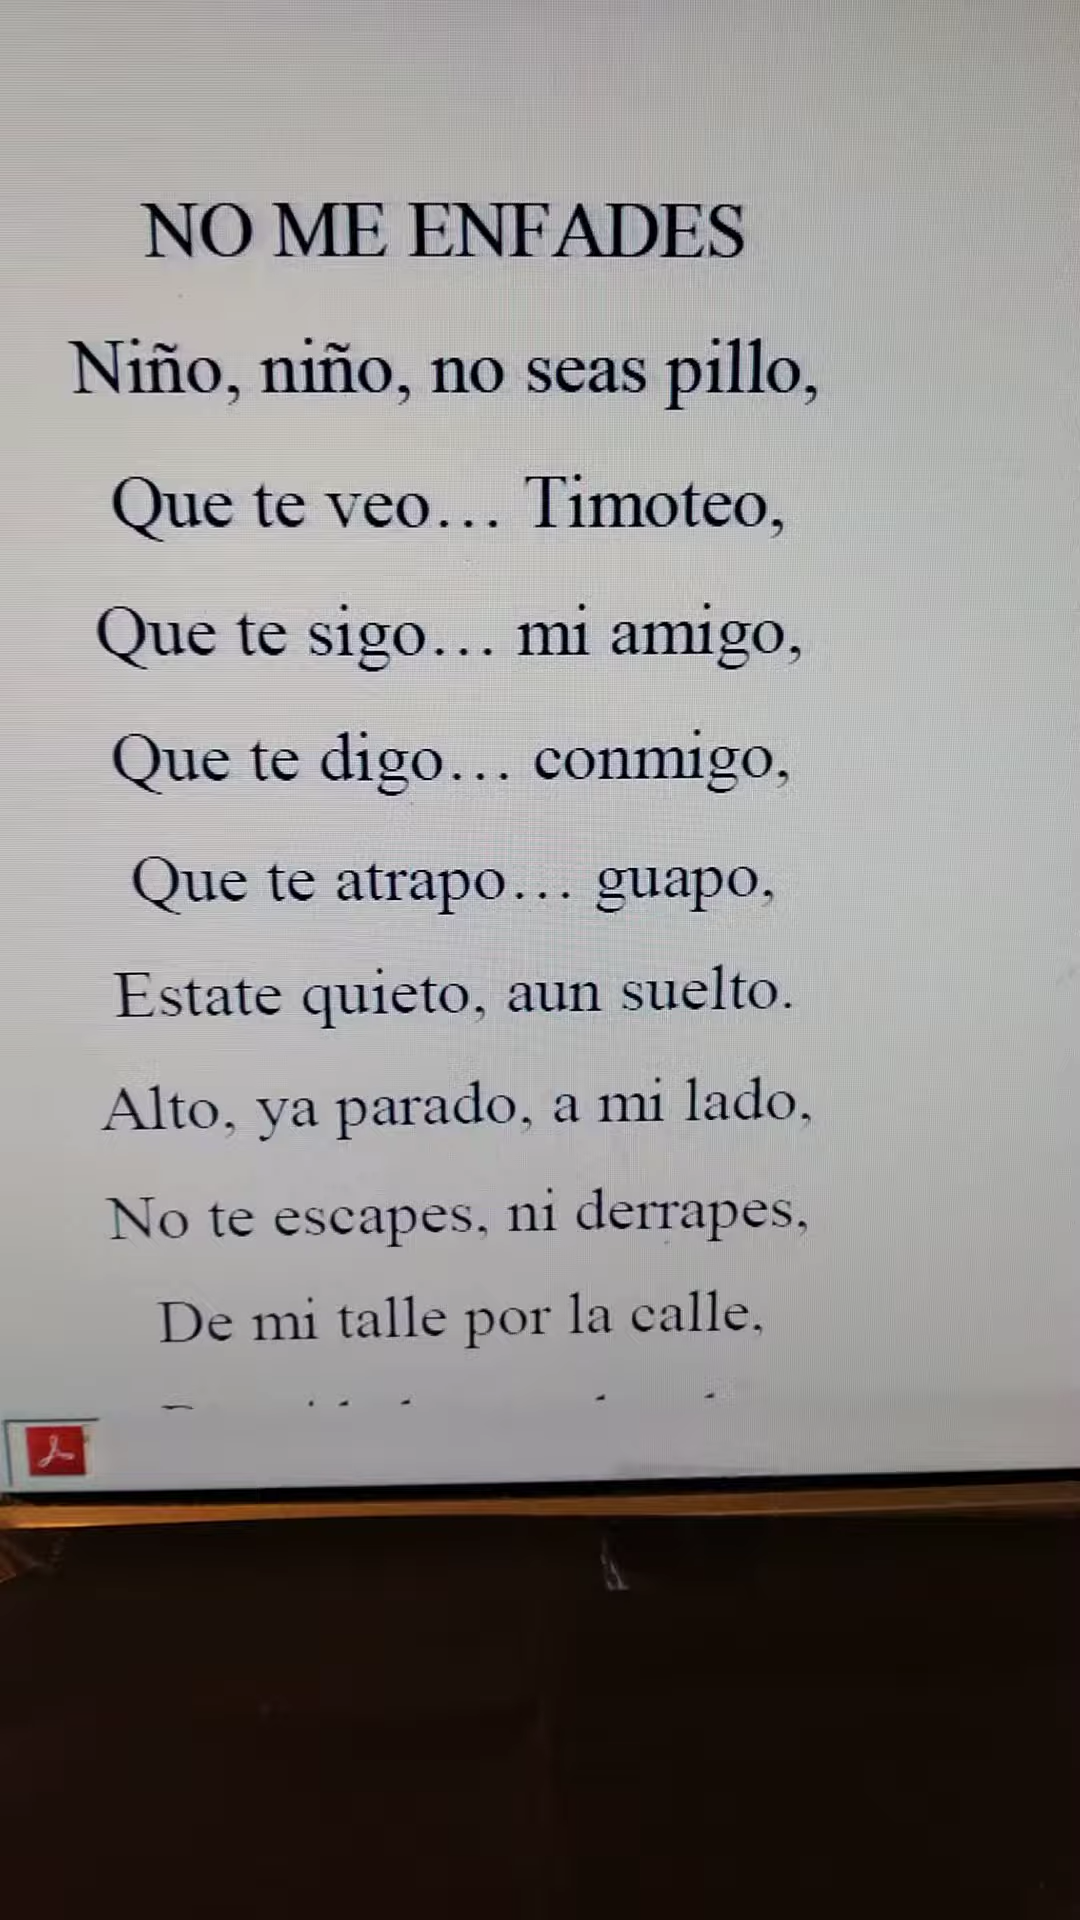 NO ME ENFADES
Niño, niño, no seas pillo,
Que te veo... Timoteo,
Que te sigo... mi amigo,
Que te digo... conmigo,
Que te atrapo... guapo,
Estate quieto, aun suelto.
Alto, ya parado, a mi lado,
No te escapes, ni derrapes,
De mi talle por la calle,